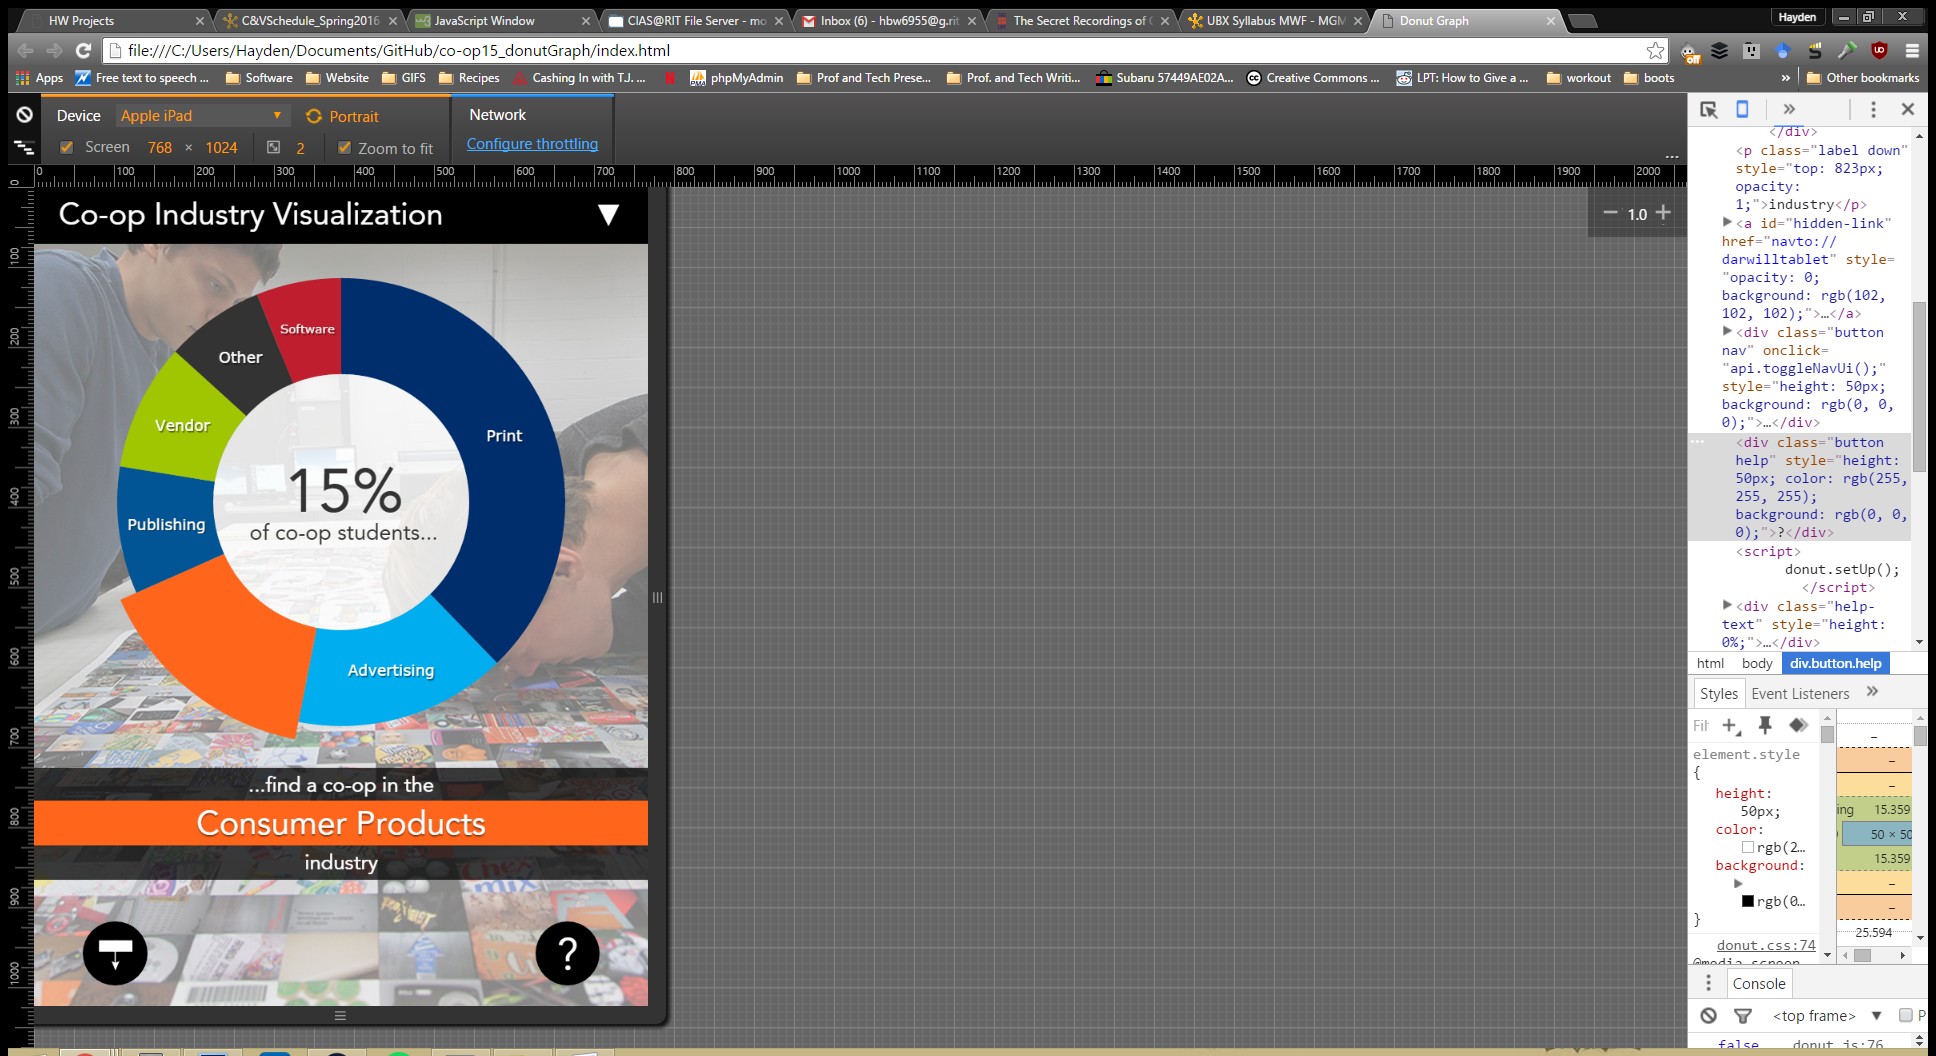 HW Projects
C&VSchedule_Spring2016
JavaScript Window
CIAS@RIT File Server - mo
Inbox (6) - hbw6955@g.rit
The Secret Recordings of
UBX Syllabus MWF - MGM
Donut Graph
Hayden
file:///C:/Users/Hayden/Documents/GitHub/co-op15_donutGraph/index.html
off
Apps
Free text to speech ...
Software
Website
GIFS
Recipes
Cashing In with T.J. ...
phpMyAdmin
Prof and Tech Prese...
Prof. and Tech Writi...
Subaru 57449AE02A...
Creative Commons ...
LPT: How to Give a ...
workout
boots
»
Other bookmarks
Device
Apple iPad
Portrait
Network
Screen 768 × 1024
2
Zoom to fit
Configure throttling
...
0 100 200 300 400 500 600 700 800 900 1000 1100 1200 1300 1400 1500 1600 1700 1800 1900 2000
0
100
200
300
400
500
600
700
800
900
1000
− 1.0 +
Co-op Industry Visualization
▼
Software
Other
Print
Vendor
Publishing
Advertising
15%
of co-op students...
...find a co-op in the
Consumer Products
industry
?
»
</div>
<p class="label down"
style="top: 823px;
opacity:
1;">industry</p>
<a id="hidden-link"
href="navto://
darwilltablet" style=
"opacity: 0;
background: rgb(102,
102, 102);">…</a>
<div class="button
nav" onclick=
"api.toggleNavUi();"
style="height: 50px;
background: rgb(0, 0,
0);">…</div>
<div class="button
help" style="height:
50px; color: rgb(255,
255, 255);
background: rgb(0, 0,
0);">?</div>
<script>
donut.setUp();
</script>
<div class="help-
text" style="height:
0%;">…</div>
html body div.button.help
Styles Event Listeners »
Fil
element.style
{
height:
50px;
color:
rgb(2…
background:
rgb(0…
}
donut.css:74
@media screen
–
–
–
ing 15.359
50 × 50
15.359
–
–
25.594
Console
<top frame> ▼
P
false donut.js:76